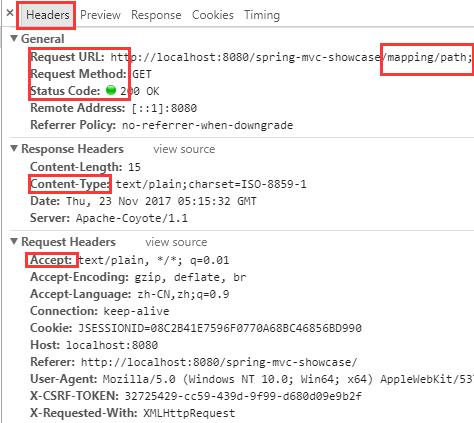 × Headers Preview Response Cookies Timing
▼ General
Request URL: http://localhost:8080/spring-mvc-showcase/mapping/path;
Request Method: GET
Status Code: 200 OK
Remote Address: [::1]:8080
Referrer Policy: no-referrer-when-downgrade
▼ Response Headers view source
Content-Length: 15
Content-Type: text/plain;charset=ISO-8859-1
Date: Thu, 23 Nov 2017 05:15:32 GMT
Server: Apache-Coyote/1.1
▼ Request Headers view source
Accept: text/plain, */*; q=0.01
Accept-Encoding: gzip, deflate, br
Accept-Language: zh-CN,zh;q=0.9
Connection: keep-alive
Cookie: JSESSIONID=08C2B41E7596F0770A68BC46856BD990
Host: localhost:8080
Referer: http://localhost:8080/spring-mvc-showcase/
User-Agent: Mozilla/5.0 (Windows NT 10.0; Win64; x64) AppleWebKit/537
X-CSRF-TOKEN: 32725429-cc59-439d-9f99-d680d09e9b2f
X-Requested-With: XMLHttpRequest